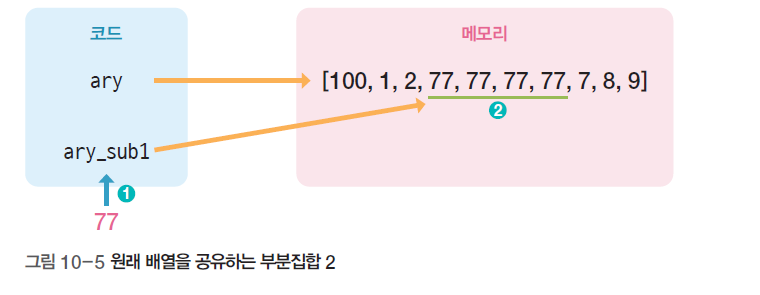 코드
메모리
ary
[100, 1, 2, 77, 77, 77, 77, 7, 8, 9]
2
ary_sub1
1
77
그림 10-5 원래 배열을 공유하는 부분집합 2